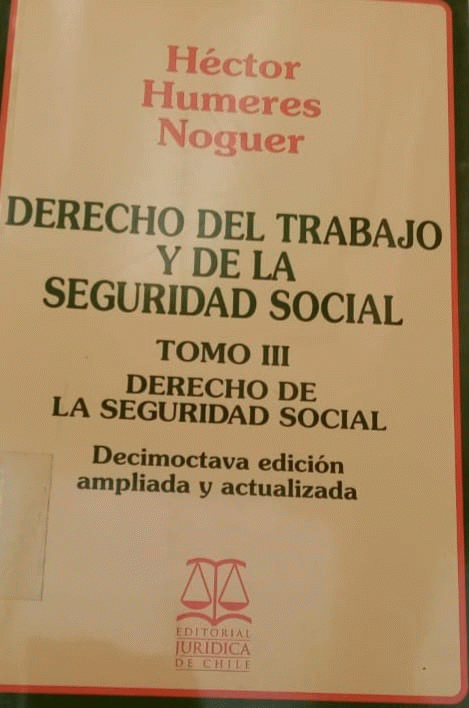 Héctor
Humeres
Noguer
DERECHO DEL TRABAJO
Y DE LA
SEGURIDAD SOCIAL
TOMO III
DERECHO DE
LA SEGURIDAD SOCIAL
Decimoctava edición
ampliada y actualizada
EDITORIAL
JURIDICA
DE CHILE